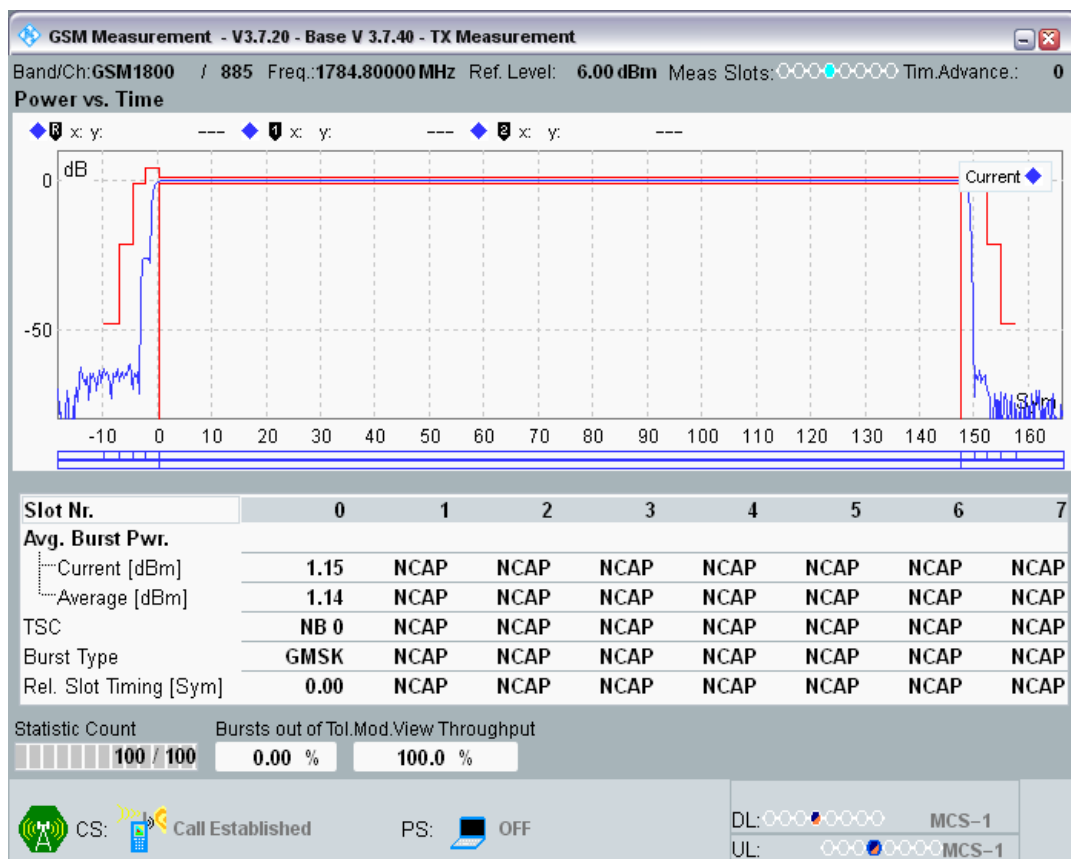 GSM Measurement - V3.7.20 - Base V 3.7.40 - TX Measurement
Band/Ch:GSM1800 / 885 Freq.:1784.80000 MHz Ref. Level: 6.00 dBm Meas Slots: Tim.Advance.: 0
Power vs. Time
R x: y: --- 1 x: y: --- 2 x: y: ---
dB
Current
0
-50
Sym
-10 0 10 20 30 40 50 60 70 80 90 100 110 120 130 140 150 160
Slot Nr. 0 1 2 3 4 5 6 7
Avg. Burst Pwr.
Current [dBm] 1.15 NCAP NCAP NCAP NCAP NCAP NCAP NCAP
Average [dBm] 1.14 NCAP NCAP NCAP NCAP NCAP NCAP NCAP
TSC NB 0 NCAP NCAP NCAP NCAP NCAP NCAP NCAP
Burst Type GMSK NCAP NCAP NCAP NCAP NCAP NCAP NCAP
Rel. Slot Timing [Sym] 0.00 NCAP NCAP NCAP NCAP NCAP NCAP NCAP
Statistic Count Bursts out of Tol.Mod.View Throughput
100 / 100 0.00 % 100.0 %
CS: Call Established PS: OFF DL: MCS-1
UL: MCS-1